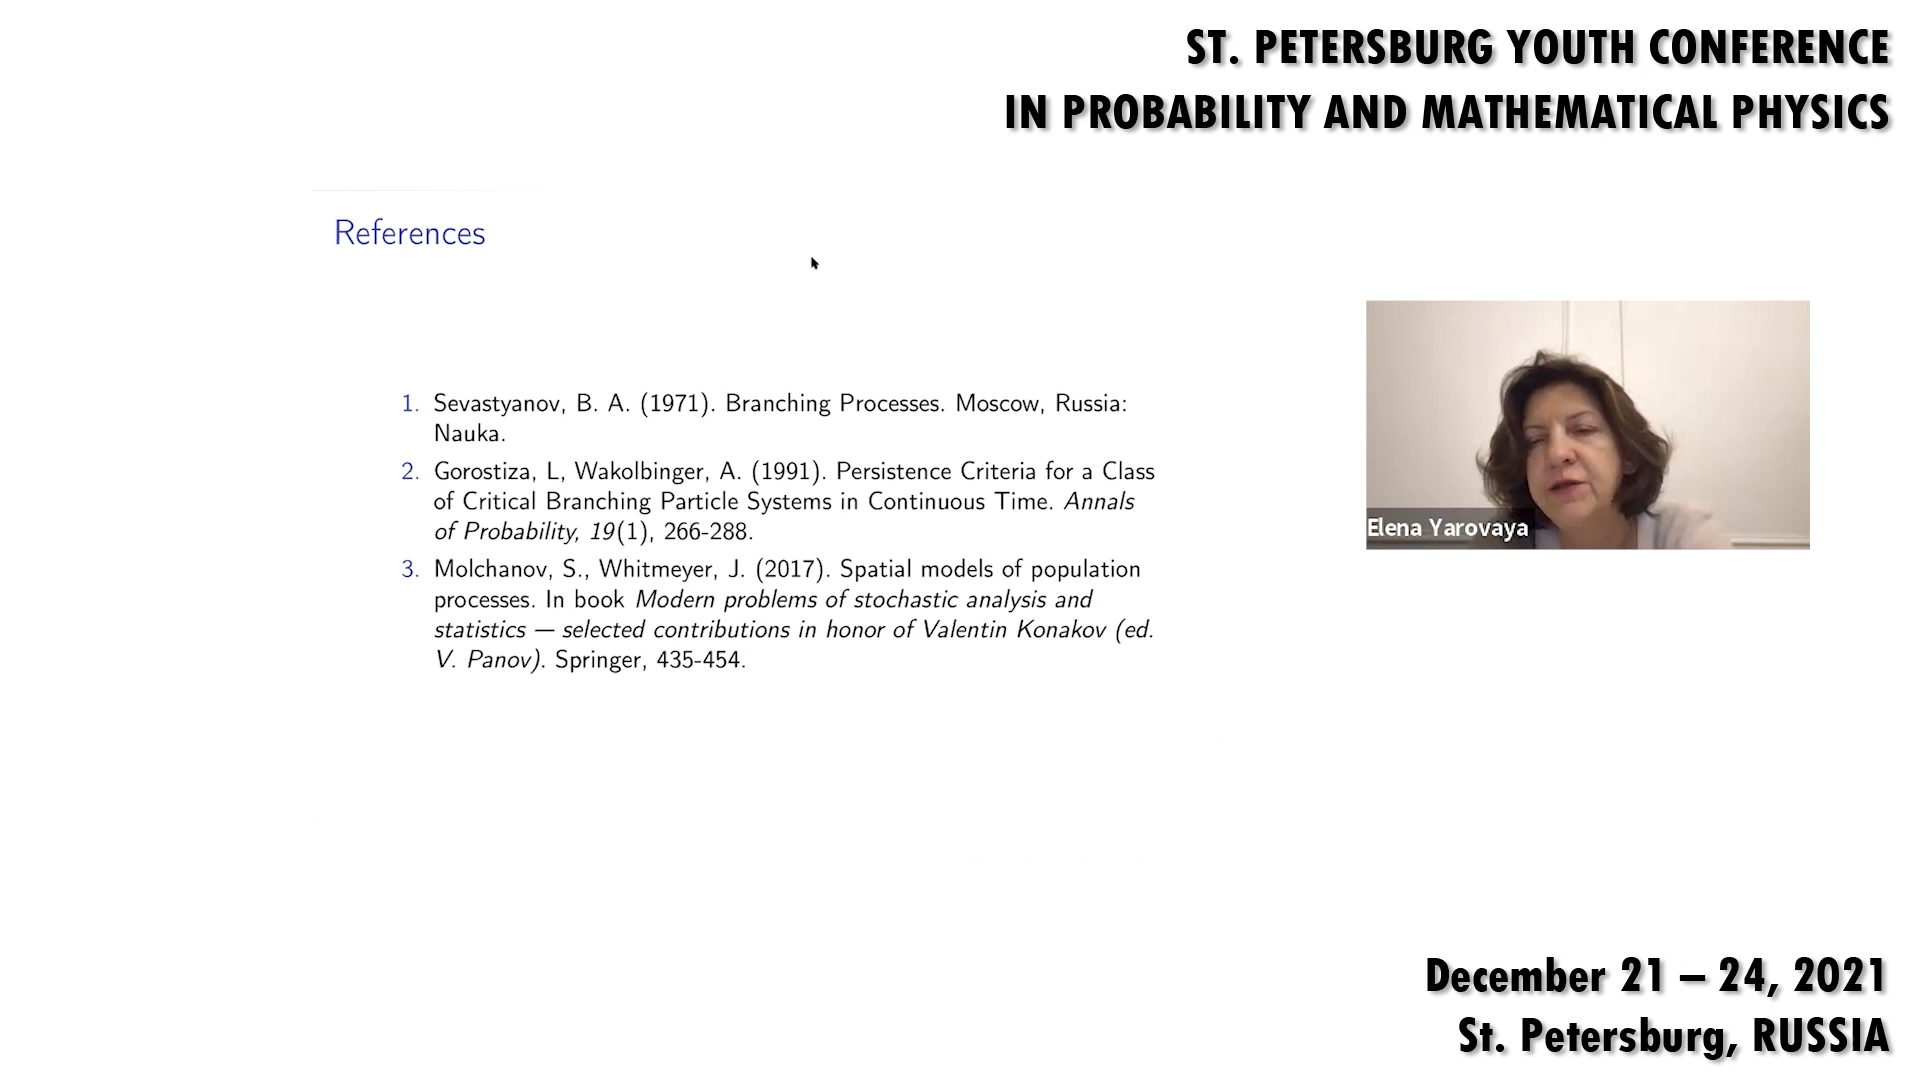 ST. PETERSBURG YOUTH CONFERENCE
IN PROBABILITY AND MATHEMATICAL PHYSICS
References
1. Sevastyanov, B. A. (1971). Branching Processes. Moscow, Russia:
Nauka.
2. Gorostiza, L, Wakolbinger, A. (1991). Persistence Criteria for a Class
of Critical Branching Particle Systems in Continuous Time. Annals
of Probability, 19(1), 266-288.
3. Molchanov, S., Whitmeyer, J. (2017). Spatial models of population
processes. In book Modern problems of stochastic analysis and
statistics — selected contributions in honor of Valentin Konakov (ed.
V. Panov). Springer, 435-454.
Elena Yarovaya
December 21 – 24, 2021
St. Petersburg, RUSSIA